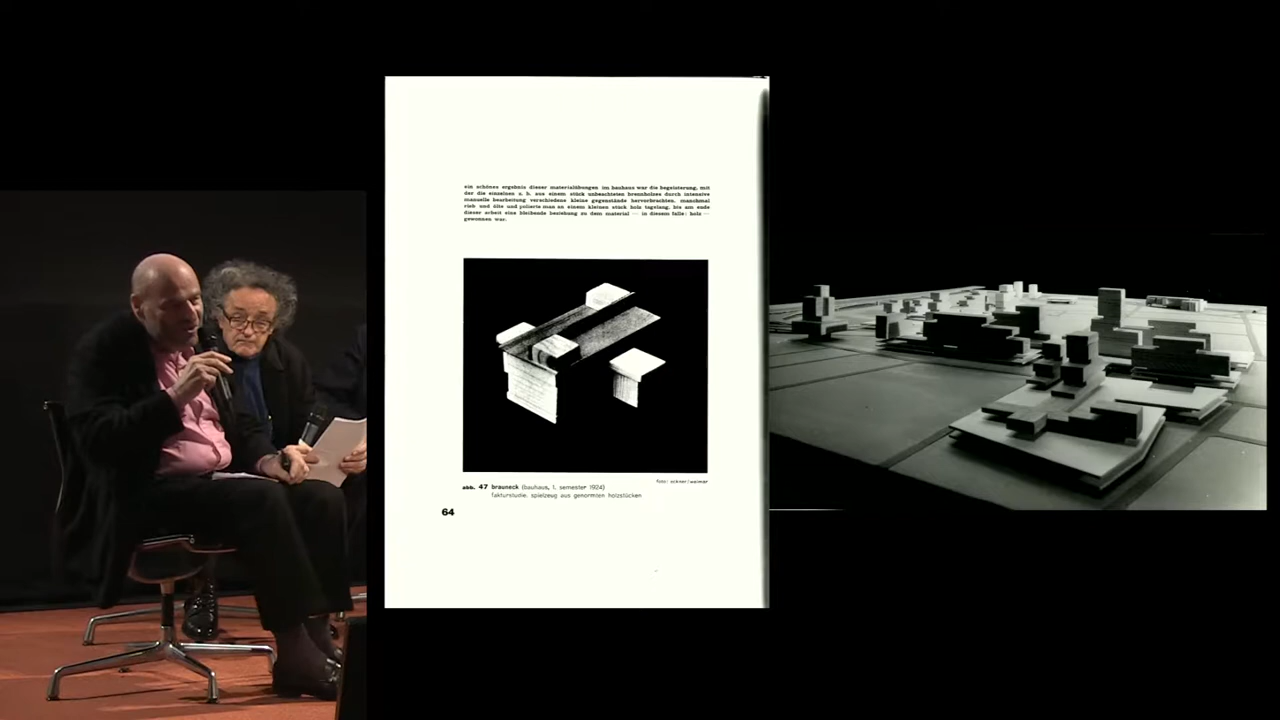 ein schönes ergebnis dieser materialübungen im bauhaus war die begeisterung, mit
der die einzelnen z. b. aus einem stück unbeachteten brennholzes durch intensive
manuelle bearbeitung verschiedene kleine gegenstände hervorbrachten. manchmal
rieb und ölte und polierte man an einem kleinen stück holz tagelang, bis am ende
dieser arbeit eine bleibende beziehung zu dem material — in diesem falle: holz —
gewonnen war.
foto: eckner/weimar
abb. 47 brauneck (bauhaus, 1. semester 1924)
fakturstudie. spielzeug aus genormten holzstücken
64